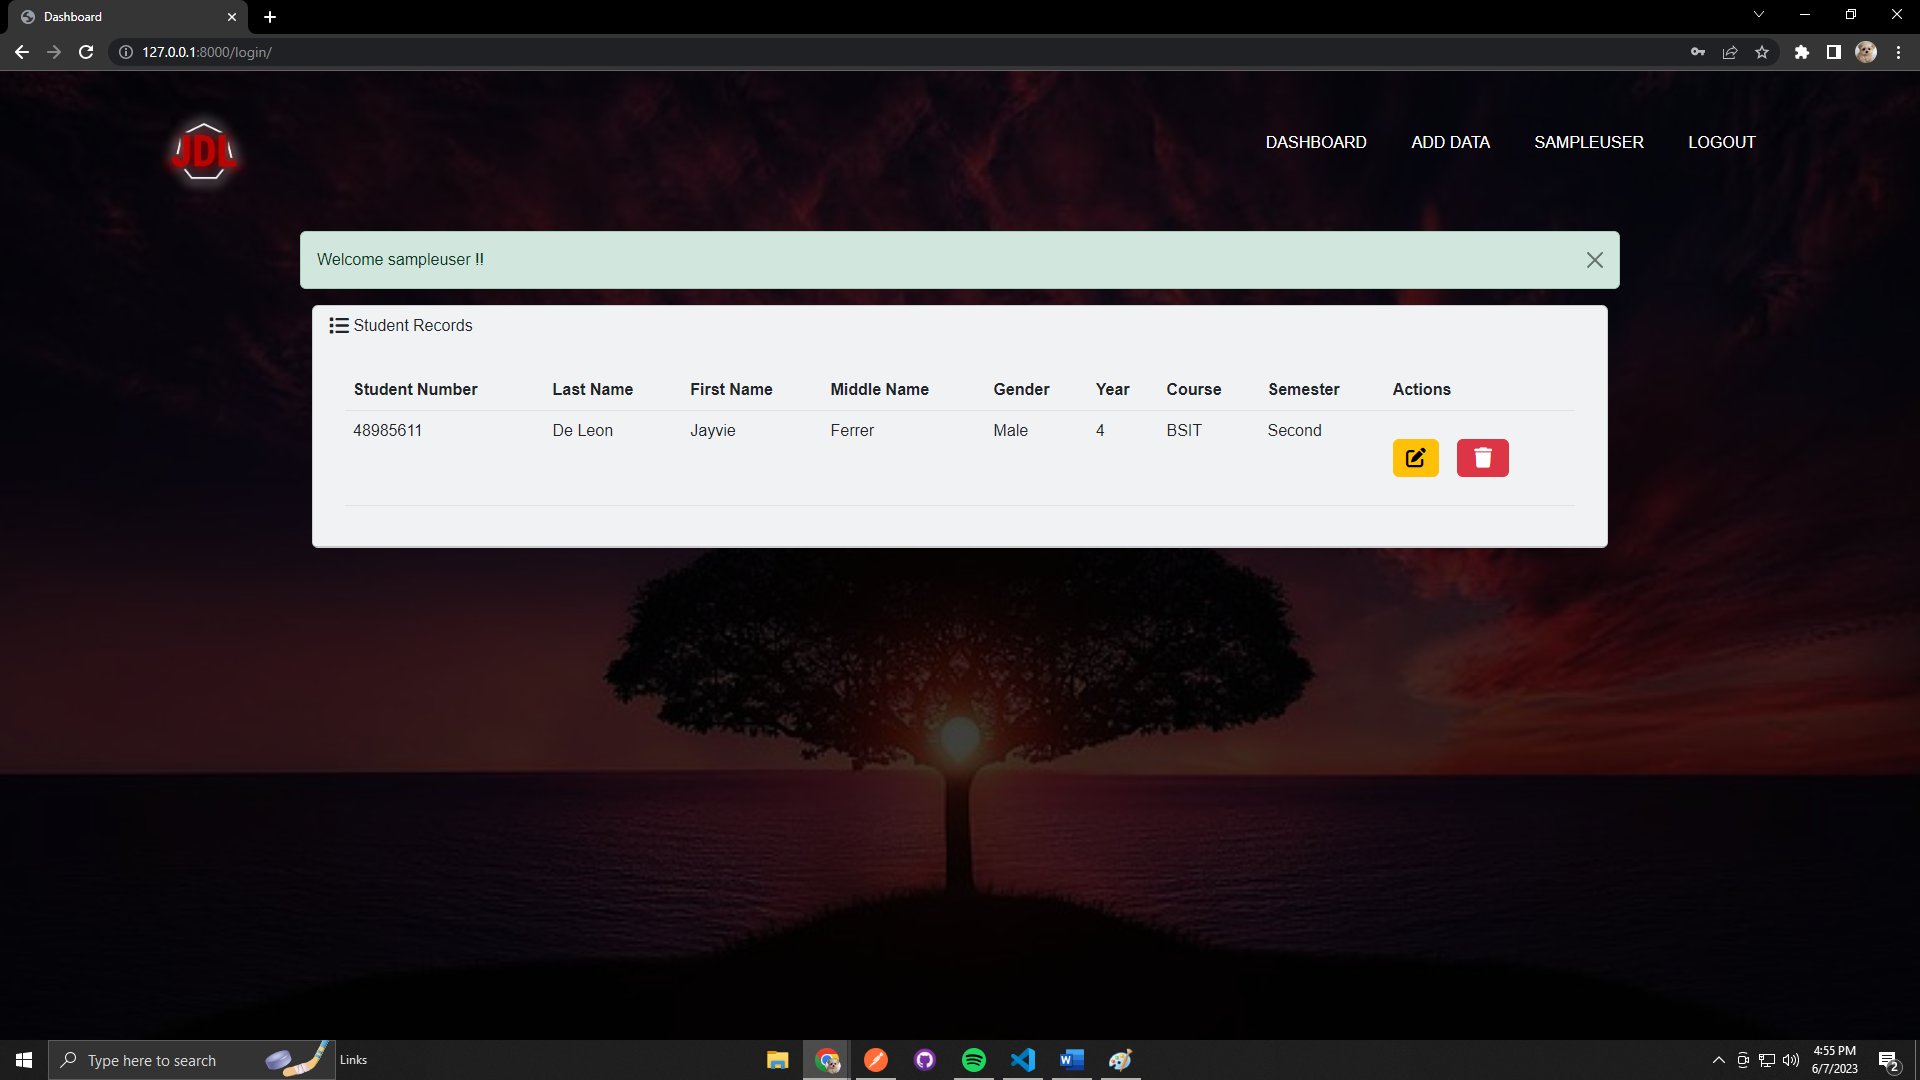 Dashboard
127.0.0.1:8000/login/
JDL
DASHBOARD ADD DATA SAMPLEUSER LOGOUT
Welcome sampleuser !!
Student Records
Student Number Last Name First Name Middle Name Gender Year Course Semester Actions
48985611 De Leon Jayvie Ferrer Male 4 BSIT Second
Type here to search
Links
W
4:55 PM
6/7/2023
2